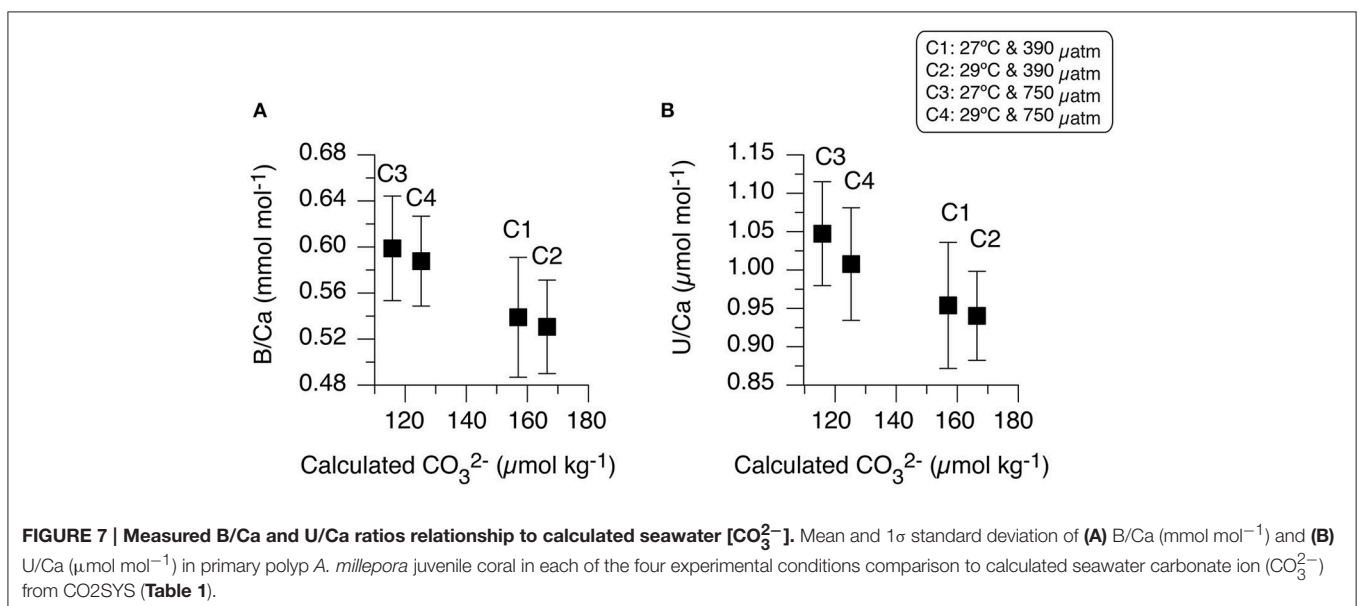 C1: 27ºC & 390 µatm
C2: 29ºC & 390 µatm
C3: 27ºC & 750 µatm
C4: 29ºC & 750 µatm
A
B/Ca (mmol mol⁻¹)
0.68
0.64
0.60
0.56
0.52
0.48
C3
C4
C1
C2
120 140 160 180
Calculated CO₃²⁻ (µmol kg⁻¹)
B
U/Ca (µmol mol⁻¹)
1.15
1.10
1.05
1.00
0.95
0.90
0.85
C3
C4
C1
C2
120 140 160 180
Calculated CO₃²⁻ (µmol kg⁻¹)
FIGURE 7 | Measured B/Ca and U/Ca ratios relationship to calculated seawater [CO₃²⁻]. Mean and 1σ standard deviation of (A) B/Ca (mmol mol⁻¹) and (B)
U/Ca (µmol mol⁻¹) in primary polyp A. millepora juvenile coral in each of the four experimental conditions comparison to calculated seawater carbonate ion (CO₃²⁻)
from CO2SYS (Table 1).